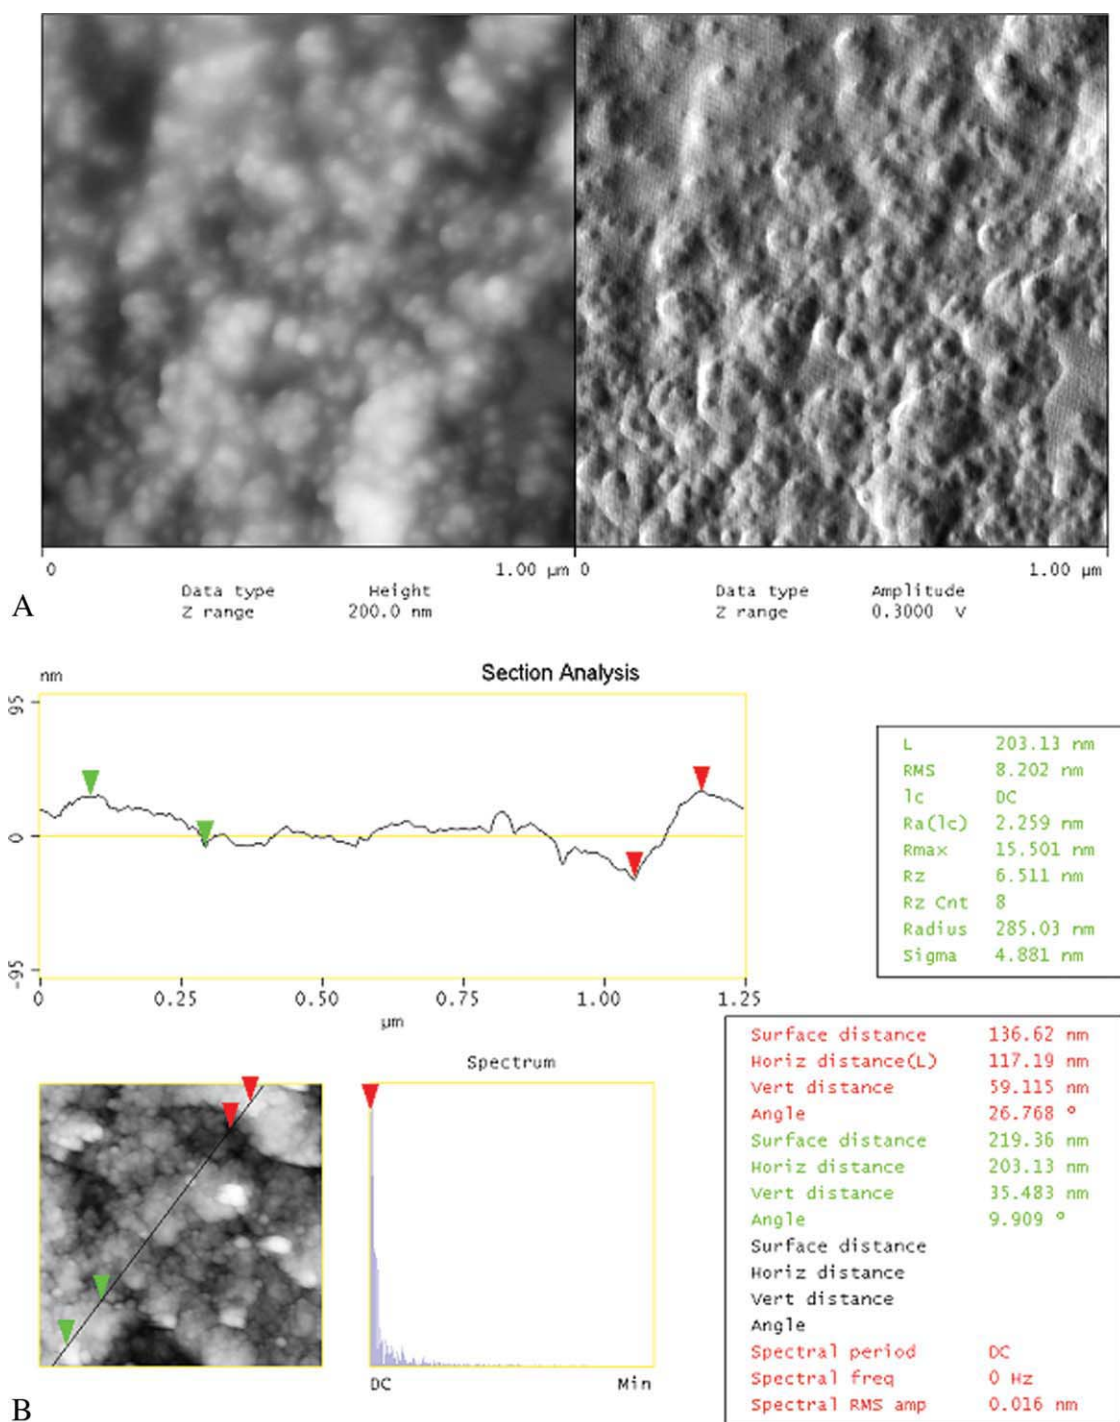 0
1.00 µm
0
1.00 µm
Data type Height
Z range 200.0 nm
Data type Amplitude
Z range 0.3000 V
A
Section Analysis
nm
95
0
-95
0 0.25 0.50 0.75 1.00 1.25
µm
L 203.13 nm
RMS 8.202 nm
lc DC
Ra(lc) 2.259 nm
Rmax 15.501 nm
Rz 6.511 nm
Rz Cnt 8
Radius 285.03 nm
Sigma 4.881 nm
Spectrum
DC Min
Surface distance 136.62 nm
Horiz distance(L) 117.19 nm
Vert distance 59.115 nm
Angle 26.768 °
Surface distance 219.36 nm
Horiz distance 203.13 nm
Vert distance 35.483 nm
Angle 9.909 °
Surface distance
Horiz distance
Vert distance
Angle
Spectral period DC
Spectral freq 0 Hz
Spectral RMS amp 0.016 nm
B